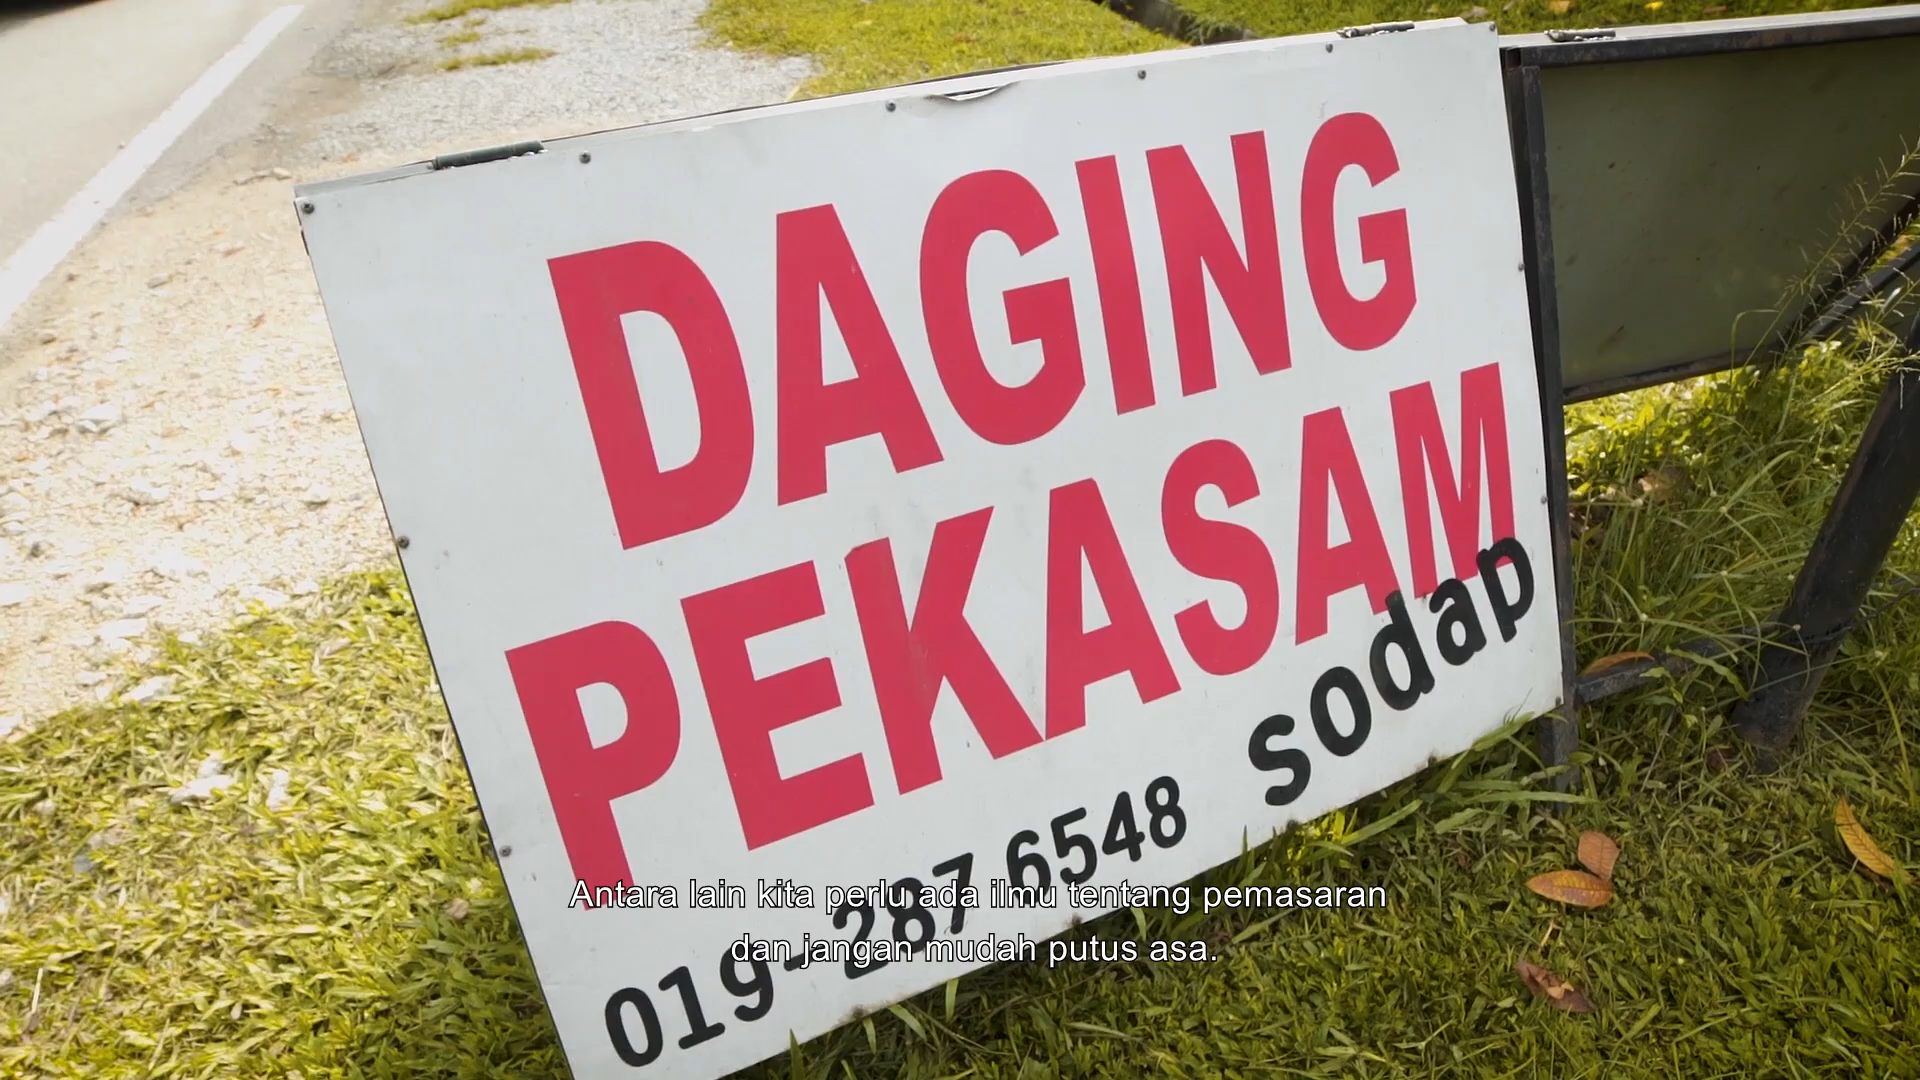 DAGING
PEKASAM
sodap
019-287 6548
Antara lain kita perlu ada ilmu tentang pemasaran
dan jangan mudah putus asa.